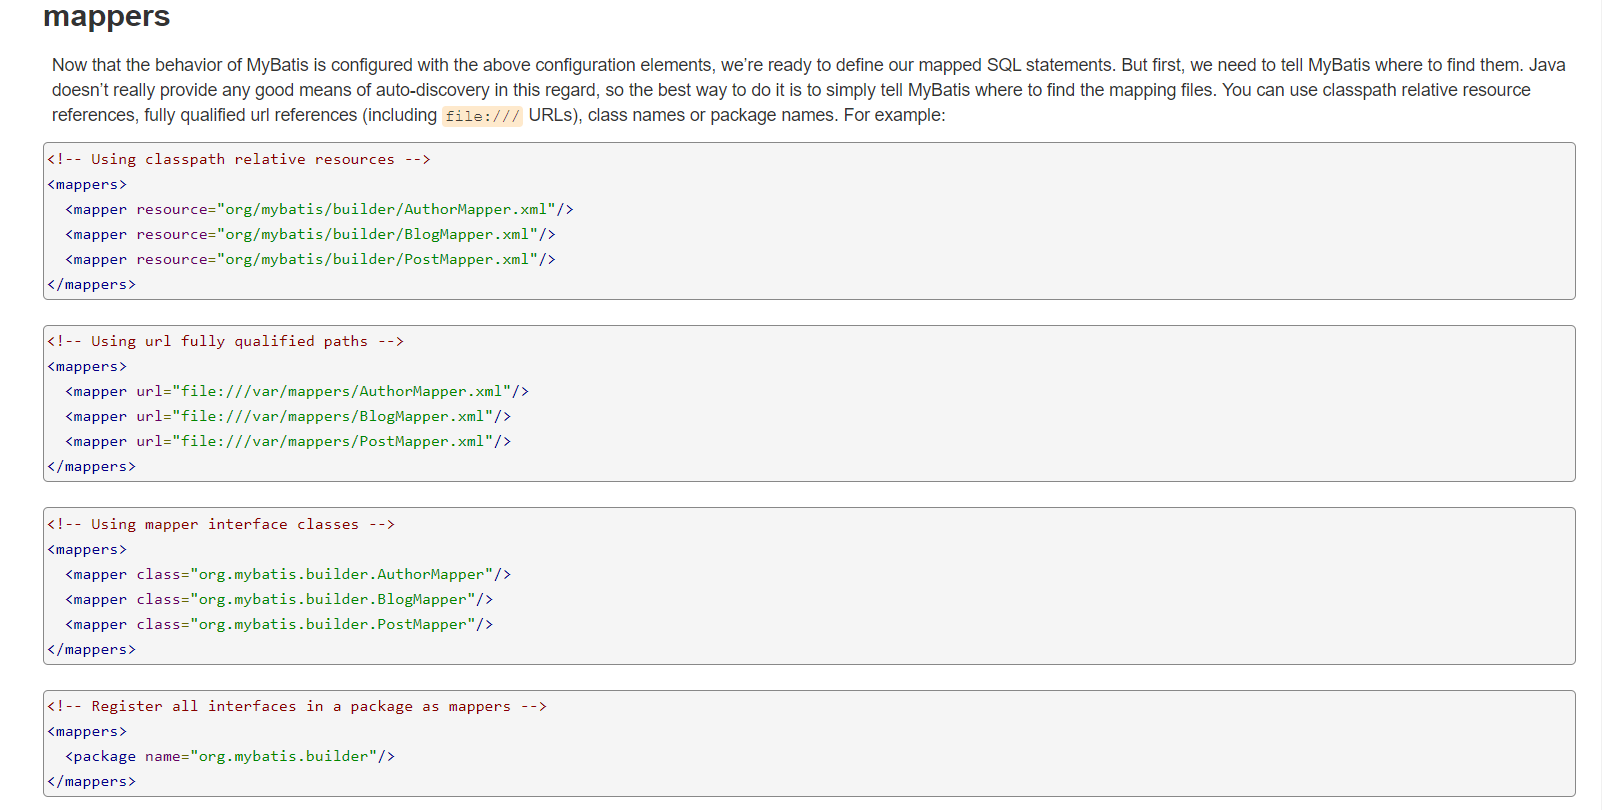 mappers
Now that the behavior of MyBatis is configured with the above configuration elements, we’re ready to define our mapped SQL statements. But first, we need to tell MyBatis where to find them. Java
doesn’t really provide any good means of auto-discovery in this regard, so the best way to do it is to simply tell MyBatis where to find the mapping files. You can use classpath relative resource
references, fully qualified url references (including file:/// URLs), class names or package names. For example:
<!-- Using classpath relative resources -->
<mappers>
  <mapper resource="org/mybatis/builder/AuthorMapper.xml"/>
  <mapper resource="org/mybatis/builder/BlogMapper.xml"/>
  <mapper resource="org/mybatis/builder/PostMapper.xml"/>
</mappers>
<!-- Using url fully qualified paths -->
<mappers>
  <mapper url="file:///var/mappers/AuthorMapper.xml"/>
  <mapper url="file:///var/mappers/BlogMapper.xml"/>
  <mapper url="file:///var/mappers/PostMapper.xml"/>
</mappers>
<!-- Using mapper interface classes -->
<mappers>
  <mapper class="org.mybatis.builder.AuthorMapper"/>
  <mapper class="org.mybatis.builder.BlogMapper"/>
  <mapper class="org.mybatis.builder.PostMapper"/>
</mappers>
<!-- Register all interfaces in a package as mappers -->
<mappers>
  <package name="org.mybatis.builder"/>
</mappers>